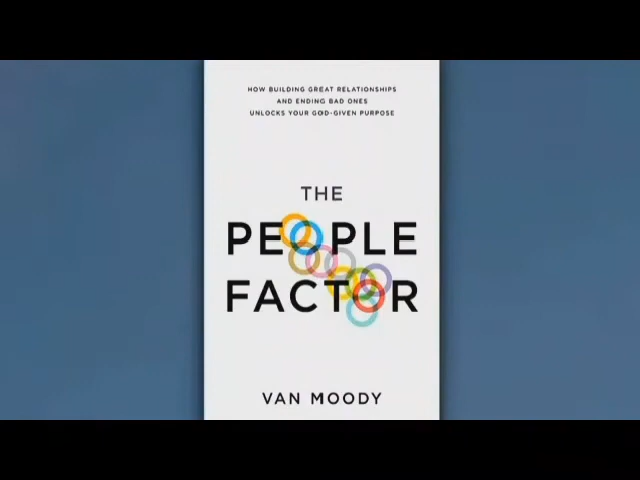 HOW BUILDING GREAT RELATIONSHIPS
AND ENDING BAD ONES
UNLOCKS YOUR GOD-GIVEN PURPOSE
THE
PEOPLE
FACTOR
VAN MOODY